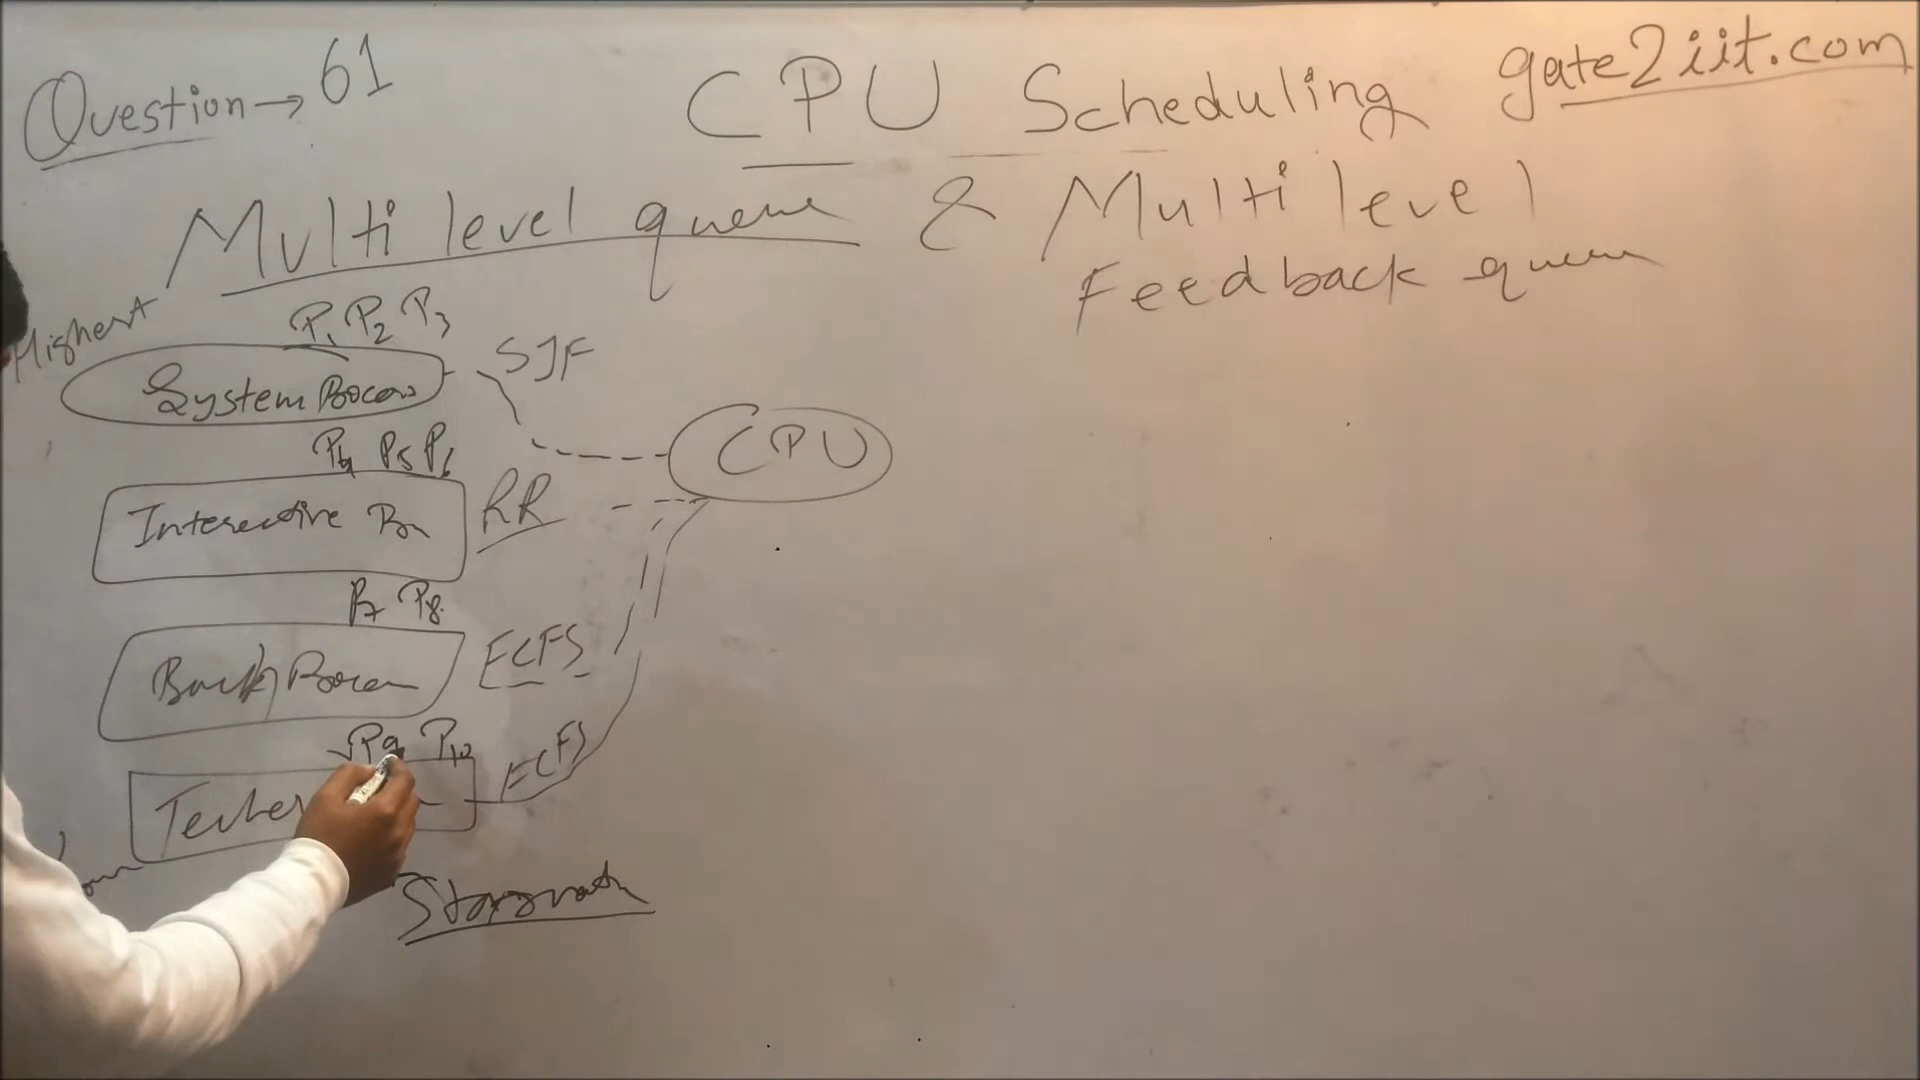 Question → 61
CPU Scheduling
gate2iit.com
Multi level queue & Multi level
Feedback queue
Highest
P1 P2 P3
System Process
SJF
CPU
P4 P5 P6
RR
P7 P8
FCFS
P9 P10
FCFS